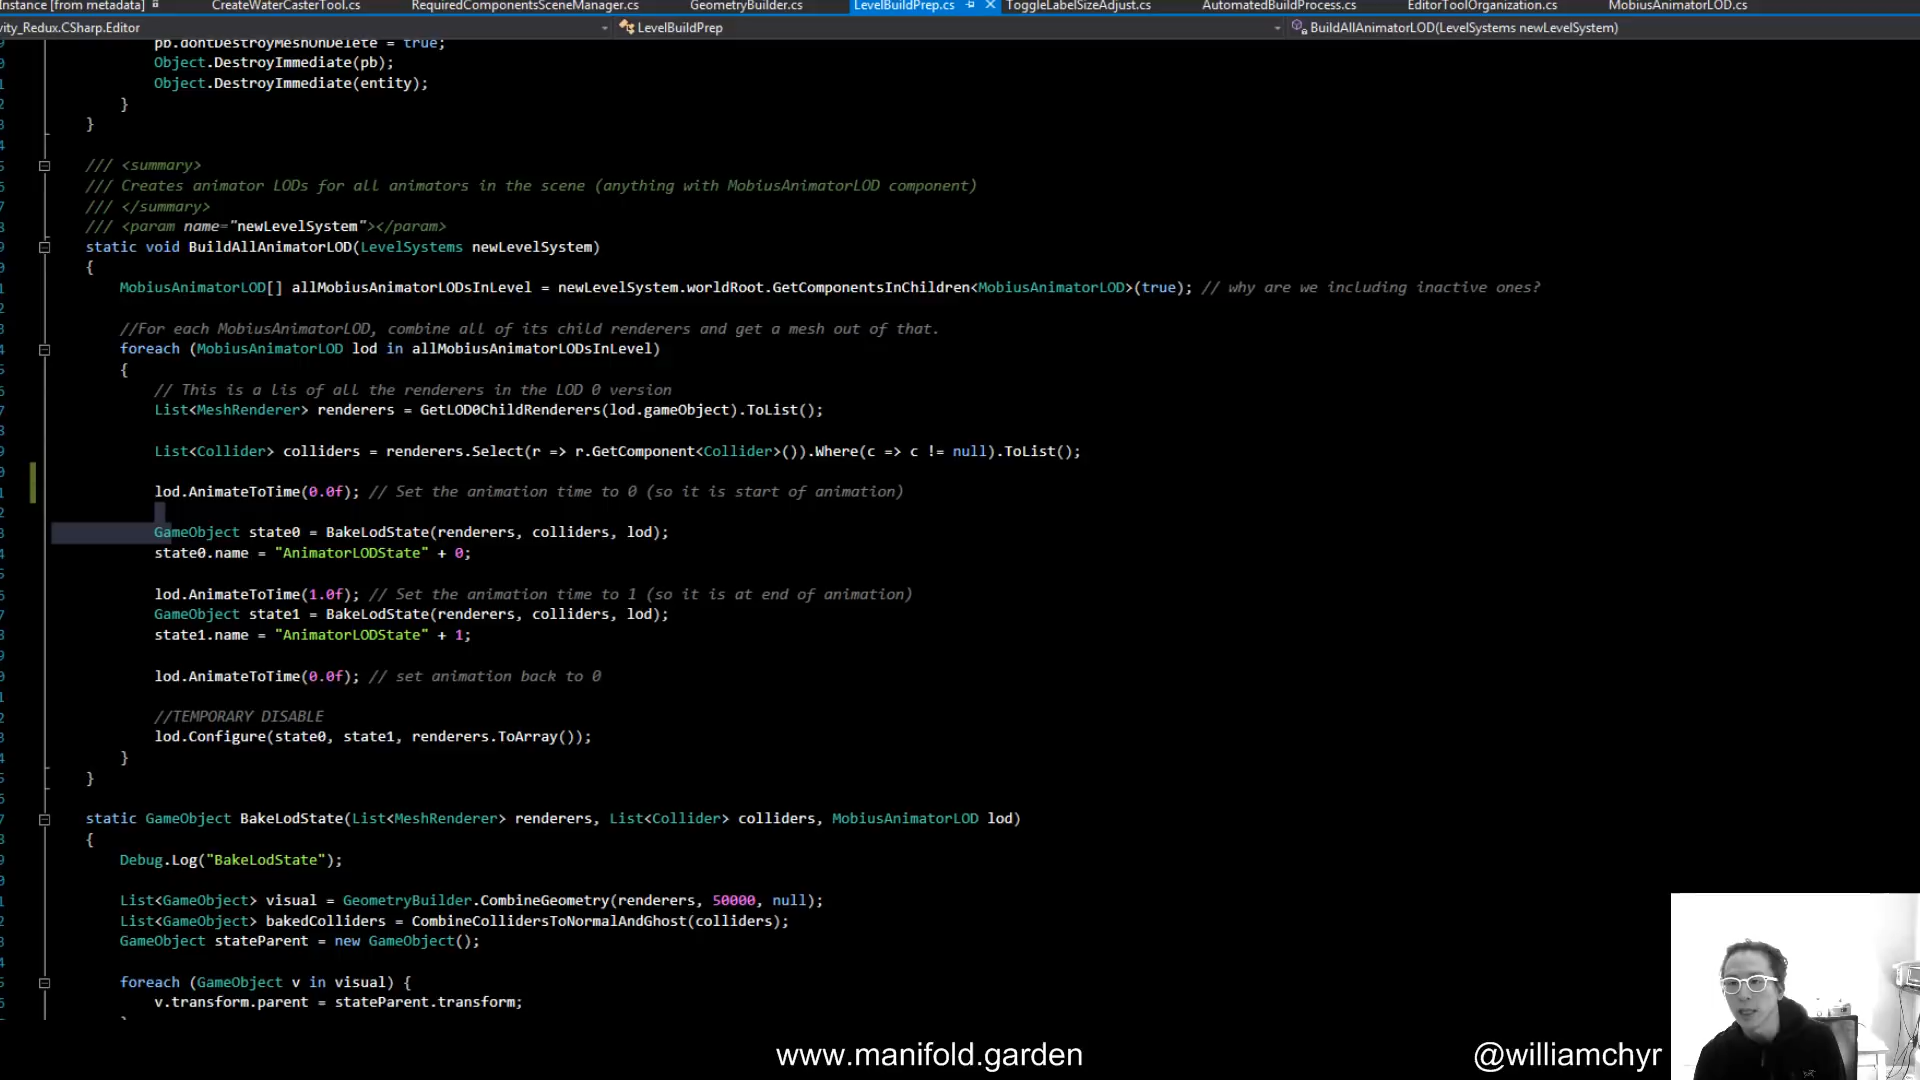 Instance [from metadata] CreateWaterCasterTool.cs RequiredComponentsSceneManager.cs GeometryBuilder.cs LevelBuildPrep.cs ToggleLabelSizeAdjust.cs AutomatedBuildProcess.cs EditorToolOrganization.cs MobiusAnimatorLOD.cs
vity_Redux.CSharp.Editor LevelBuildPrep BuildAllAnimatorLOD(LevelSystems newLevelSystem)
pb.dontDestroyMeshOnDelete = true;
Object.DestroyImmediate(pb);
Object.DestroyImmediate(entity);
}
}
/// <summary>
/// Creates animator LODs for all animators in the scene (anything with MobiusAnimatorLOD component)
/// </summary>
/// <param name="newLevelSystem"></param>
static void BuildAllAnimatorLOD(LevelSystems newLevelSystem)
{
MobiusAnimatorLOD[] allMobiusAnimatorLODsInLevel = newLevelSystem.worldRoot.GetComponentsInChildren<MobiusAnimatorLOD>(true); // why are we including inactive ones?
//For each MobiusAnimatorLOD, combine all of its child renderers and get a mesh out of that.
foreach (MobiusAnimatorLOD lod in allMobiusAnimatorLODsInLevel)
{
// This is a lis of all the renderers in the LOD 0 version
List<MeshRenderer> renderers = GetLOD0ChildRenderers(lod.gameObject).ToList();
List<Collider> colliders = renderers.Select(r => r.GetComponent<Collider>()).Where(c => c != null).ToList();
lod.AnimateToTime(0.0f); // Set the animation time to 0 (so it is start of animation)
GameObject state0 = BakeLodState(renderers, colliders, lod);
state0.name = "AnimatorLODState" + 0;
lod.AnimateToTime(1.0f); // Set the animation time to 1 (so it is at end of animation)
GameObject state1 = BakeLodState(renderers, colliders, lod);
state1.name = "AnimatorLODState" + 1;
lod.AnimateToTime(0.0f); // set animation back to 0
//TEMPORARY DISABLE
lod.Configure(state0, state1, renderers.ToArray());
}
}
static GameObject BakeLodState(List<MeshRenderer> renderers, List<Collider> colliders, MobiusAnimatorLOD lod)
{
Debug.Log("BakeLodState");
List<GameObject> visual = GeometryBuilder.CombineGeometry(renderers, 50000, null);
List<GameObject> bakedColliders = CombineCollidersToNormalAndGhost(colliders);
GameObject stateParent = new GameObject();
foreach (GameObject v in visual) {
v.transform.parent = stateParent.transform;
www.manifold.garden
@williamchyr